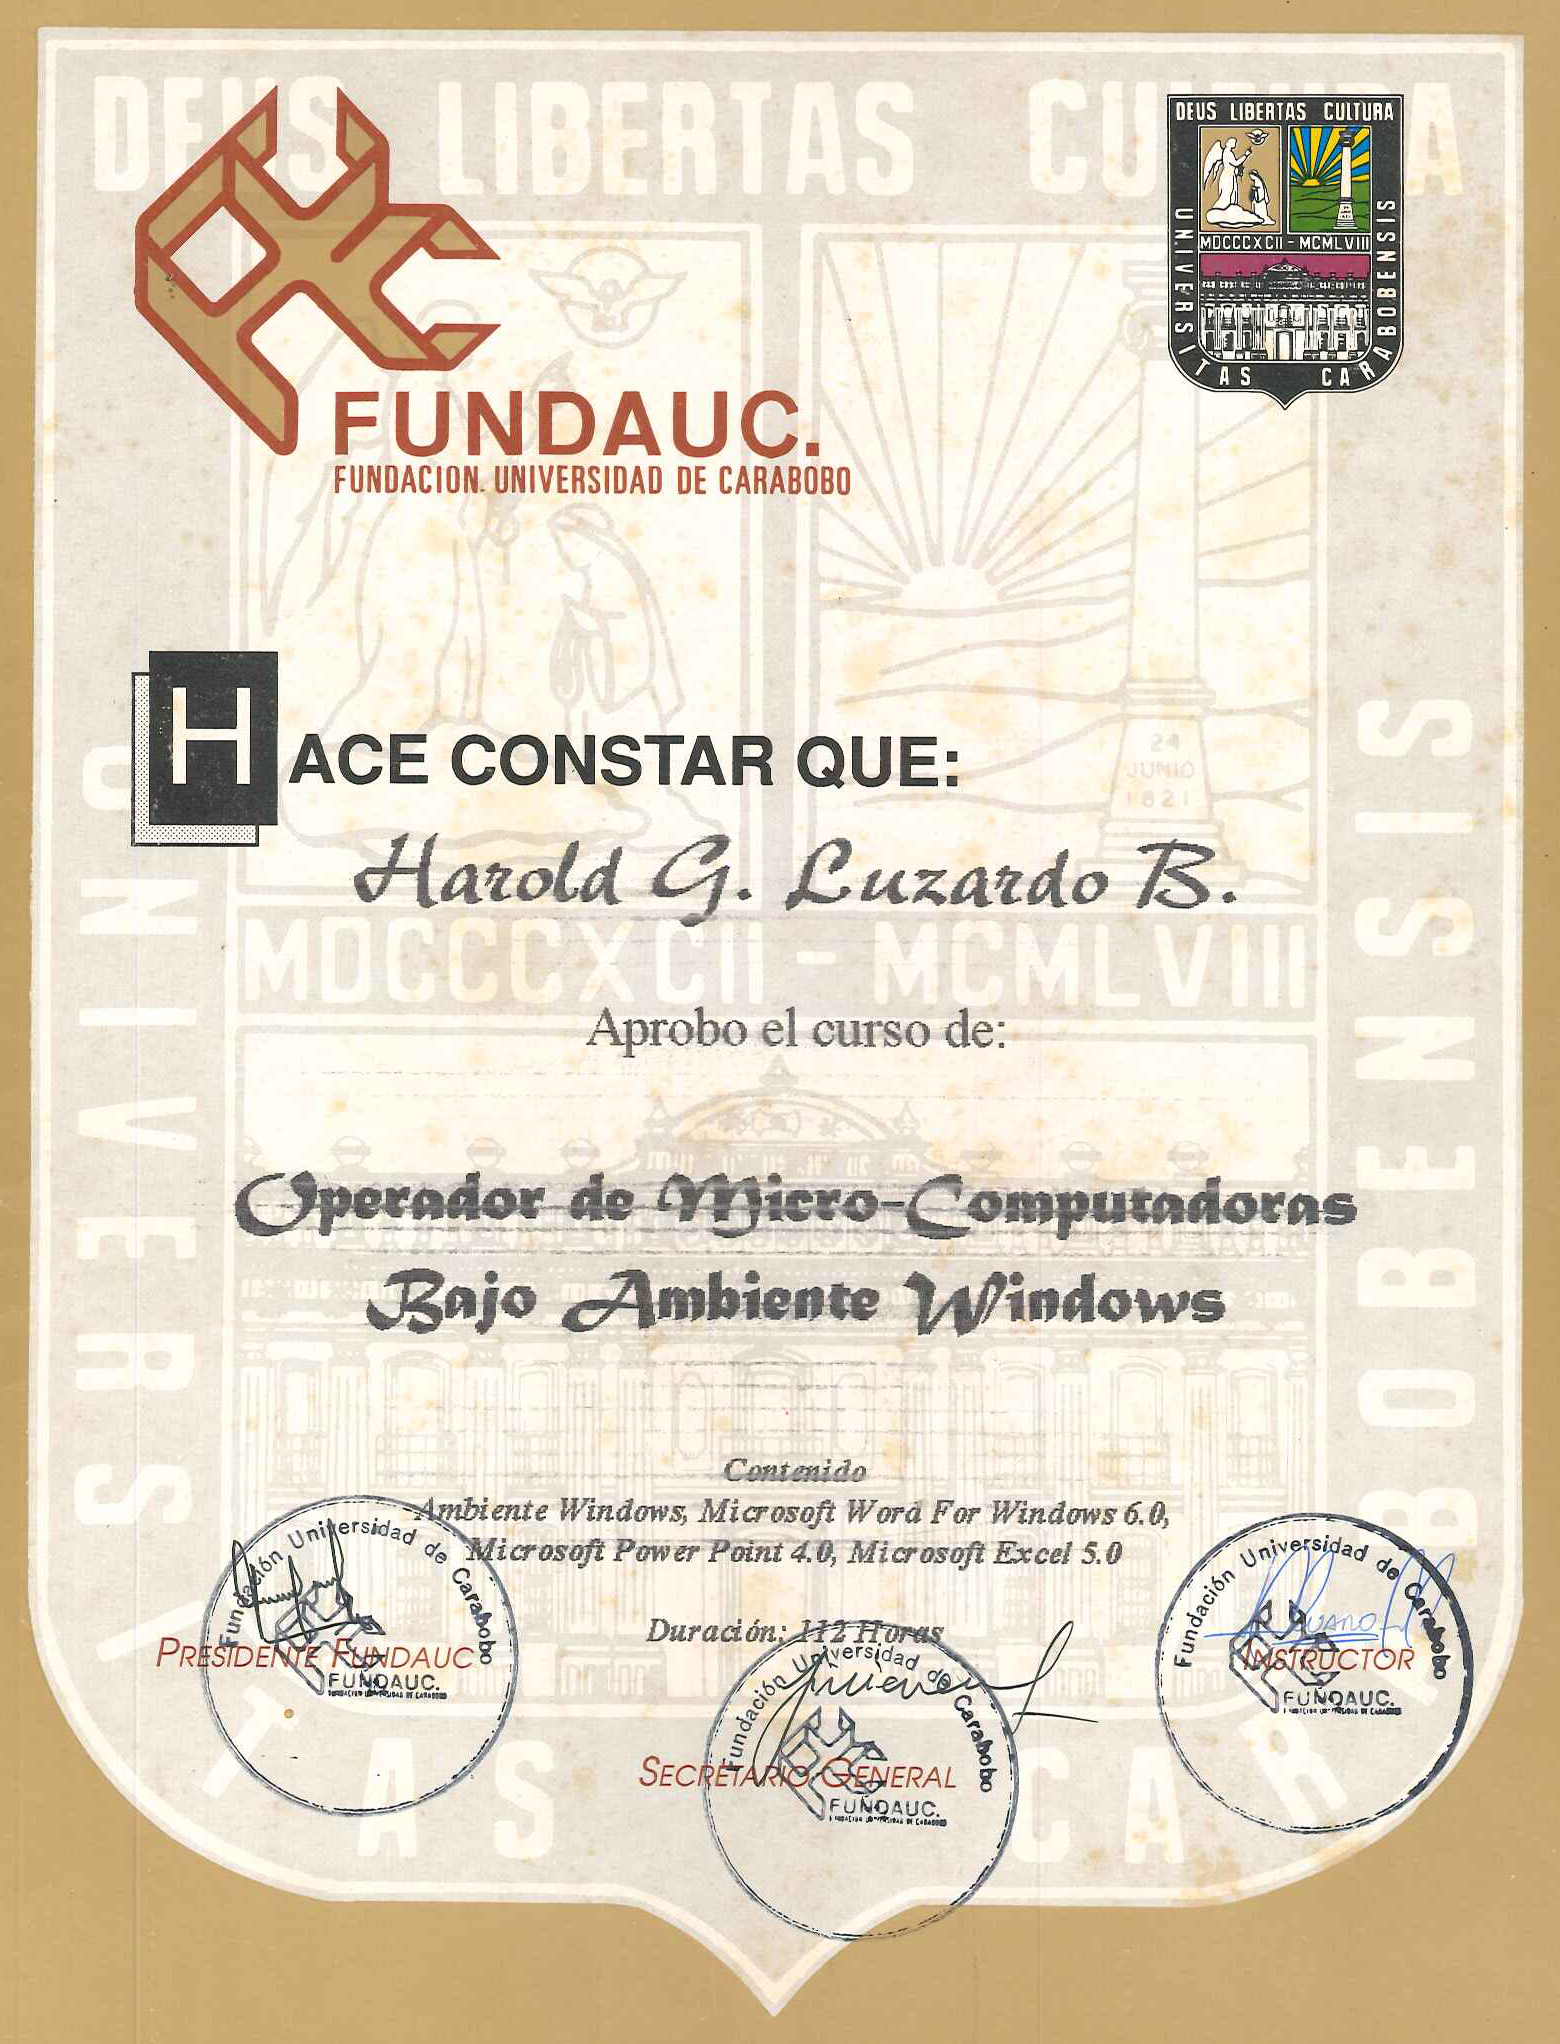 DEUS LIBERTAS CULTURA
DEUS LIBERTAS CULTURA
UNIVERSITAS CARABOBENSIS
MDCCCXCII - MCMLVIII
FUNDAUC.
FUNDACION UNIVERSIDAD DE CARABOBO
HACE CONSTAR QUE:
24
JUNIO
1821
Harold G. Luzardo B.
MDCCCXCII - MCMLVIII
Aprobo el curso de:
Operador de Micro-Computadoras
Bajo Ambiente Windows
Contenido
Ambiente Windows, Microsoft Word For Windows 6.0,
Microsoft Power Point 4.0, Microsoft Excel 5.0
Duración: 112 Horas
Fundación Universidad de Carabobo
PRESIDENTE FUNDAUC
FUNDAUC.
FUNDACION UNIVERSIDAD DE CARABOBO
Fundación Universidad de Carabobo
SECRETARIO GENERAL
FUNDAUC.
FUNDACION UNIVERSIDAD DE CARABOBO
Fundación Universidad de Carabobo
INSTRUCTOR
FUNDAUC.
FUNDACION UNIVERSIDAD DE CARABOBO
UNIVERSITAS CARABOBENSIS